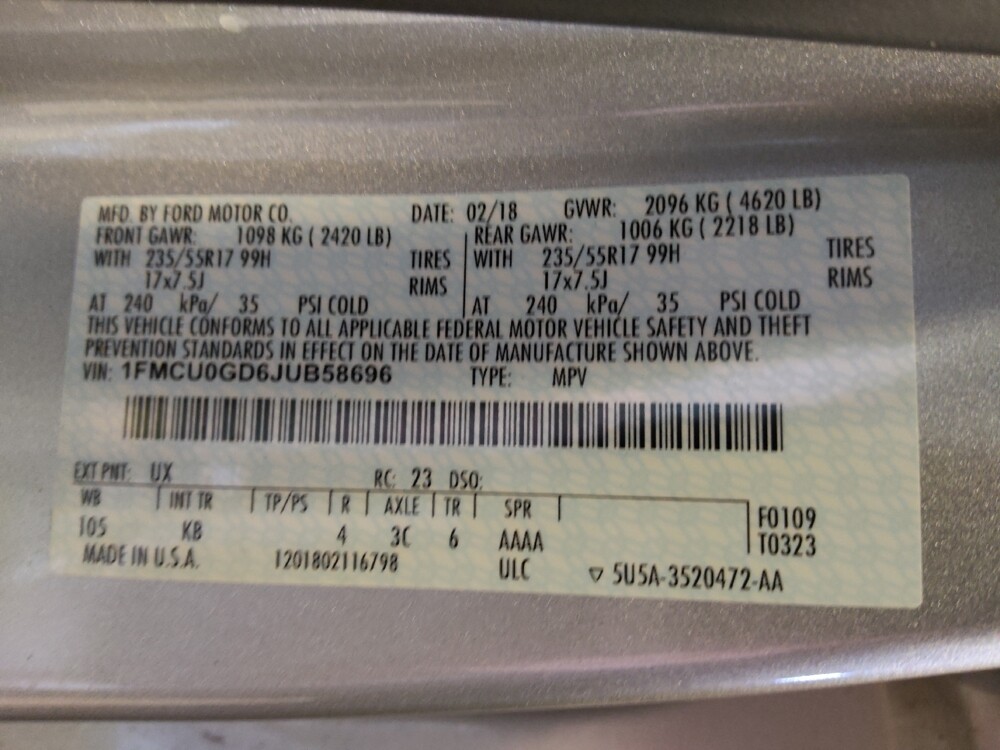 MFD. BY FORD MOTOR CO. DATE: 02/18 GVWR: 2096 KG ( 4620 LB)
FRONT GAWR: 1098 KG ( 2420 LB) REAR GAWR: 1006 KG ( 2218 LB)
WITH 235/55R17 99H TIRES WITH 235/55R17 99H TIRES
17x7.5J RIMS 17x7.5J RIMS
AT 240 kPa/ 35 PSI COLD AT 240 kPa/ 35 PSI COLD
THIS VEHICLE CONFORMS TO ALL APPLICABLE FEDERAL MOTOR VEHICLE SAFETY AND THEFT
PREVENTION STANDARDS IN EFFECT ON THE DATE OF MANUFACTURE SHOWN ABOVE.
VIN: 1FMCU0GD6JUB58696 TYPE: MPV
EXT PNT: UX RC: 23 DSO:
WB INT TR TP/PS R AXLE TR SPR
105 KB 4 3C 6 AAAA F0109
T0323
MADE IN U.S.A. 1201802116798 ULC ▽ 5U5A-3520472-AA